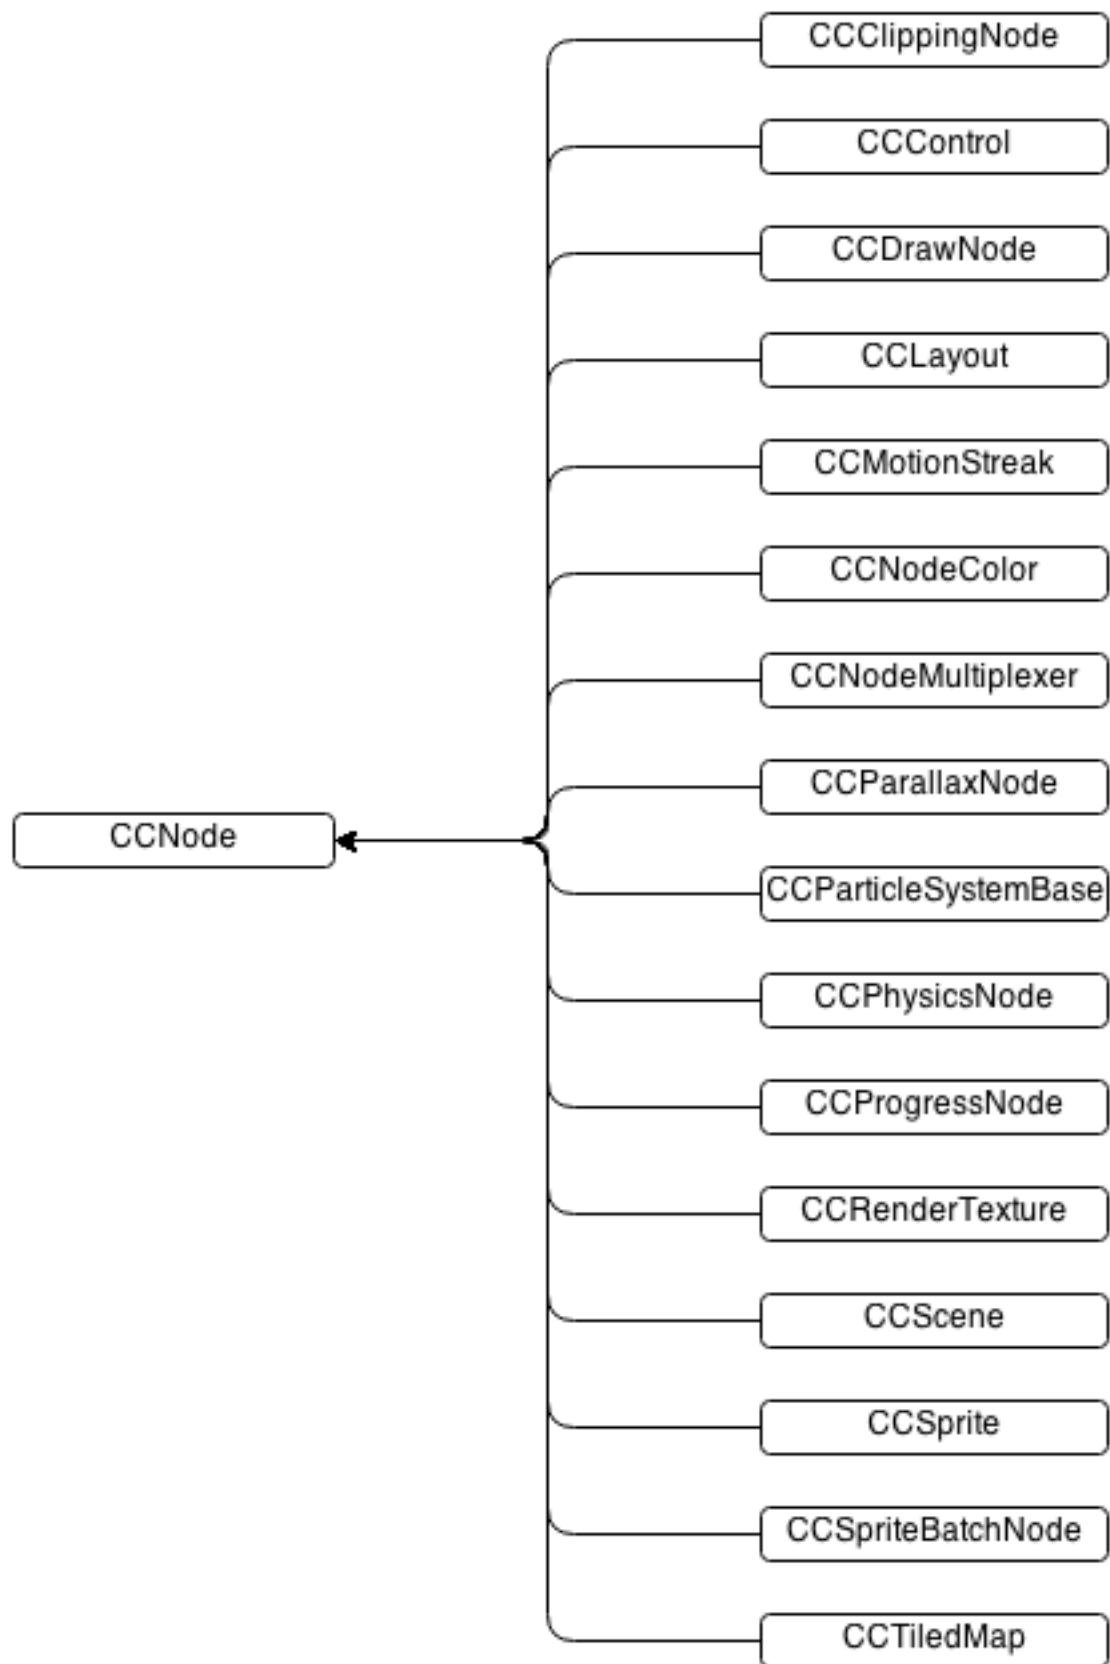 CCClippingNode
CCControl
CCDrawNode
CCLayout
CCMotionStreak
CCNodeColor
CCNodeMultiplexer
CCParallaxNode
CCNode
CCParticleSystemBase
CCPhysicsNode
CCProgressNode
CCRenderTexture
CCScene
CCSprite
CCSpriteBatchNode
CCTiledMap